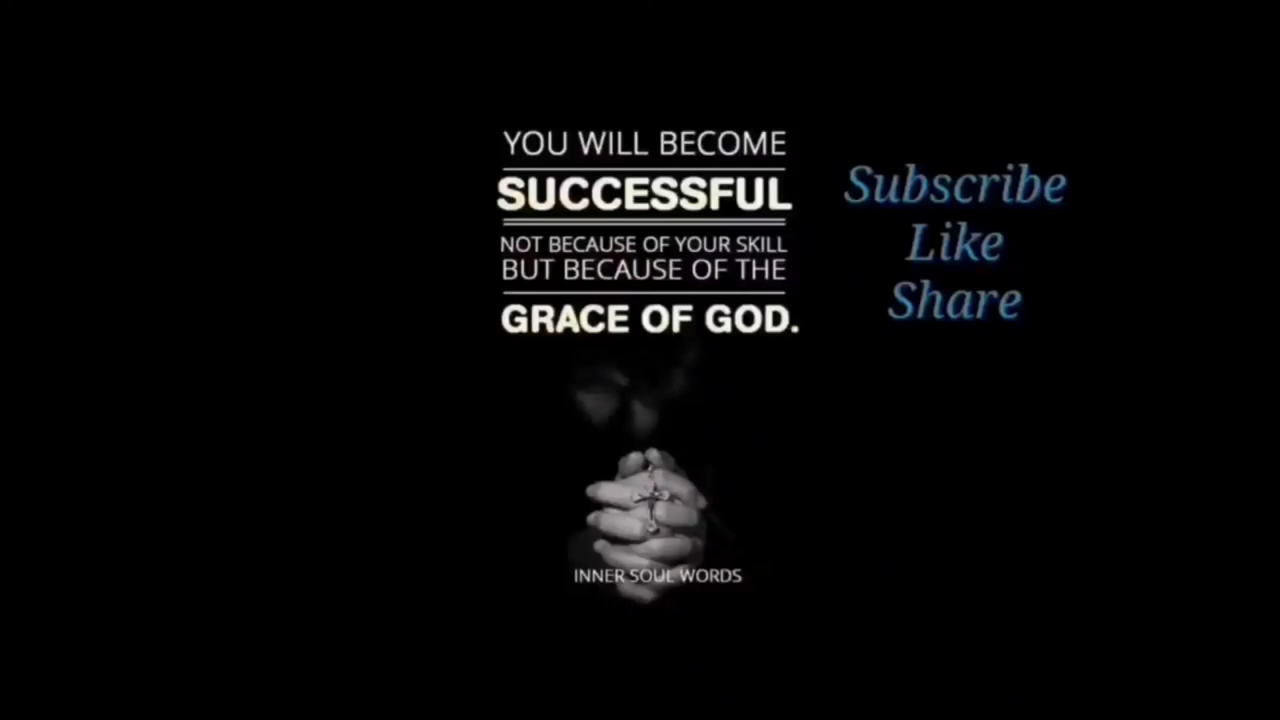 YOU WILL BECOME
SUCCESSFUL
NOT BECAUSE OF YOUR SKILL
BUT BECAUSE OF THE
GRACE OF GOD.
Subscribe
Like
Share
INNER SOUL WORDS